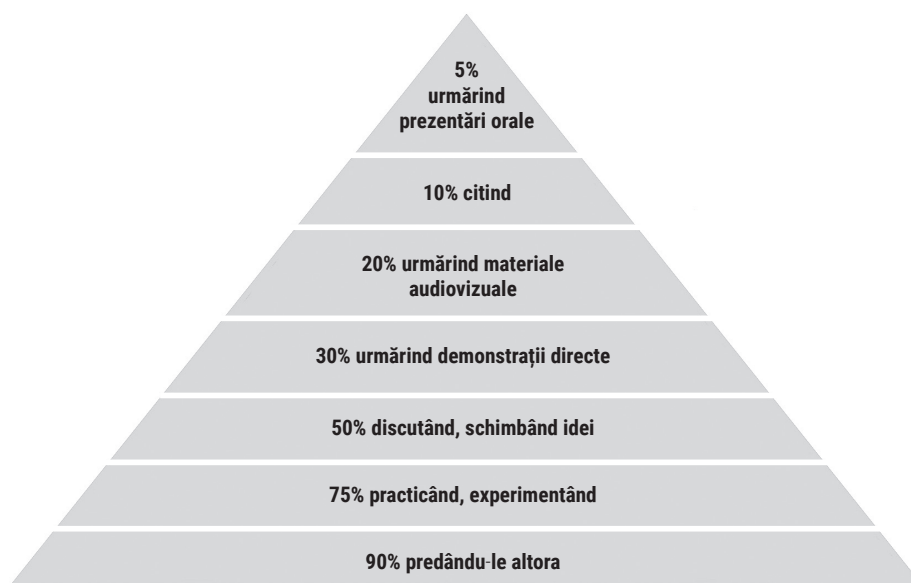 5%
urmărind
prezentări orale
10% citind
20% urmărind materiale
audiovizuale
30% urmărind demonstrații directe
50% discutând, schimbând idei
75% practicând, experimentând
90% predându-le altora